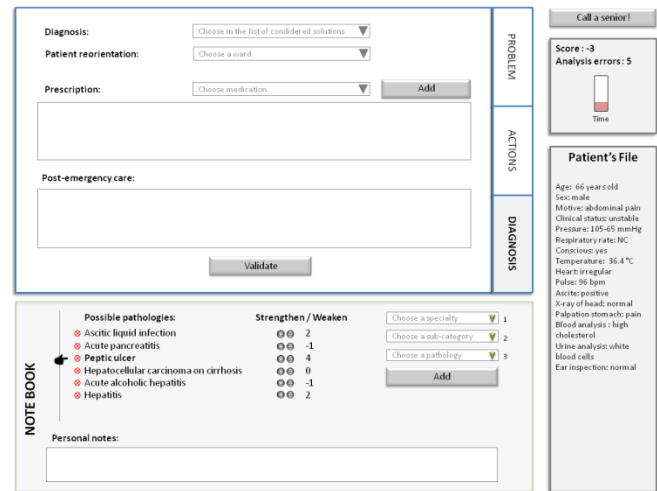 Diagnosis:
Choose in the list of condidered solutions
Patient reorientation:
Choose a ward
Prescription:
Choose medication
Add
Post-emergency care:
Validate
PROBLEM
ACTIONS
DIAGNOSIS
Call a senior!
Score : -3
Analysis errors : 5
Time
Patient's File
Age: 66 years old
Sex: male
Motive: abdominal pain
Clinical status: unstable
Pressure: 105-65 mmHg
Respiratory rate: NC
Conscious: yes
Temperature: 36.4 °C
Heart: irregular
Pulse: 96 bpm
Ascite: positive
X-ray of head: normal
Palpation stomach: pain
Blood analysis : high
cholesterol
Urine analysis: white
blood cells
Ear inspection: normal
NOTE BOOK
Possible pathologies: Strengthen / Weaken
Ascitic liquid infection 2
Acute pancreatitis -1
Peptic ulcer 4
Hepatocellular carcinoma on cirrhosis 0
Acute alcoholic hepatitis -1
Hepatitis 2
Choose a specialty 1
Choose a sub-category 2
Choose a pathology 3
Add
Personal notes: